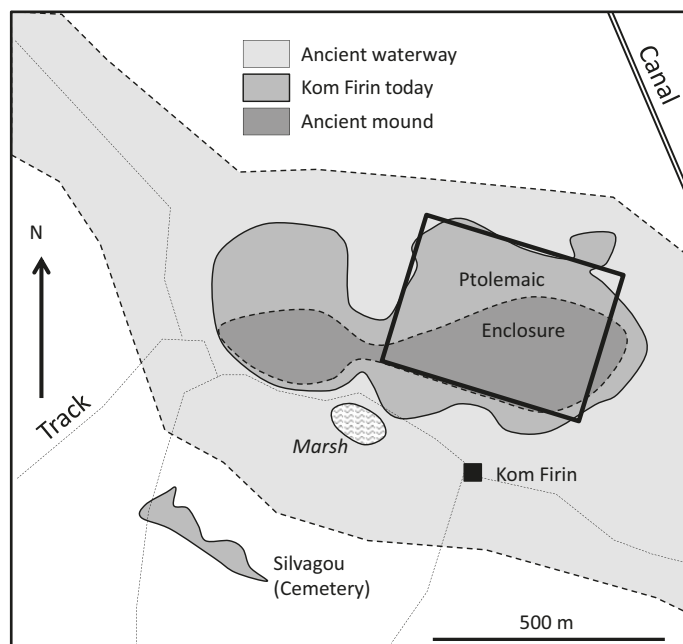 Ancient waterway
Kom Firin today
Ancient mound
Canal
N
Ptolemaic
Enclosure
Track
Marsh
Kom Firin
Silvagou
(Cemetery)
500 m